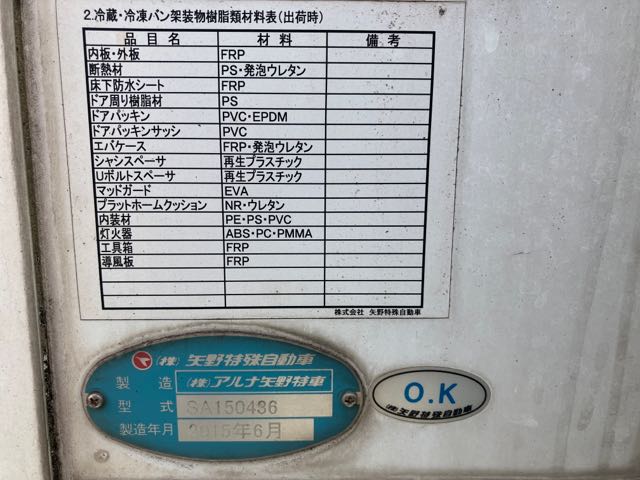 2.冷蔵・冷凍バン架装物樹脂類材料表(出荷時)
品目名 材料 備考
内板・外板 FRP
断熱材 PS・発泡ウレタン
床下防水シート FRP
ドア周り樹脂材 PS
ドアパッキン PVC・EPDM
ドアパッキンサッシ PVC
エバケース FRP・発泡ウレタン
シャシスペーサ 再生プラスチック
Uボルトスペーサ 再生プラスチック
マッドガード EVA
プラットホームクッション NR・ウレタン
内装材 PE・PS・PVC
灯火器 ABS・PC・PMMA
工具箱 FRP
導風板 FRP
株式会社 矢野特殊自動車
(株) 矢野特殊自動車
製造 (株) アルナ矢野特車
型式 SA150436
製造年月 2015年6月
O.K
(株)矢野特殊自動車